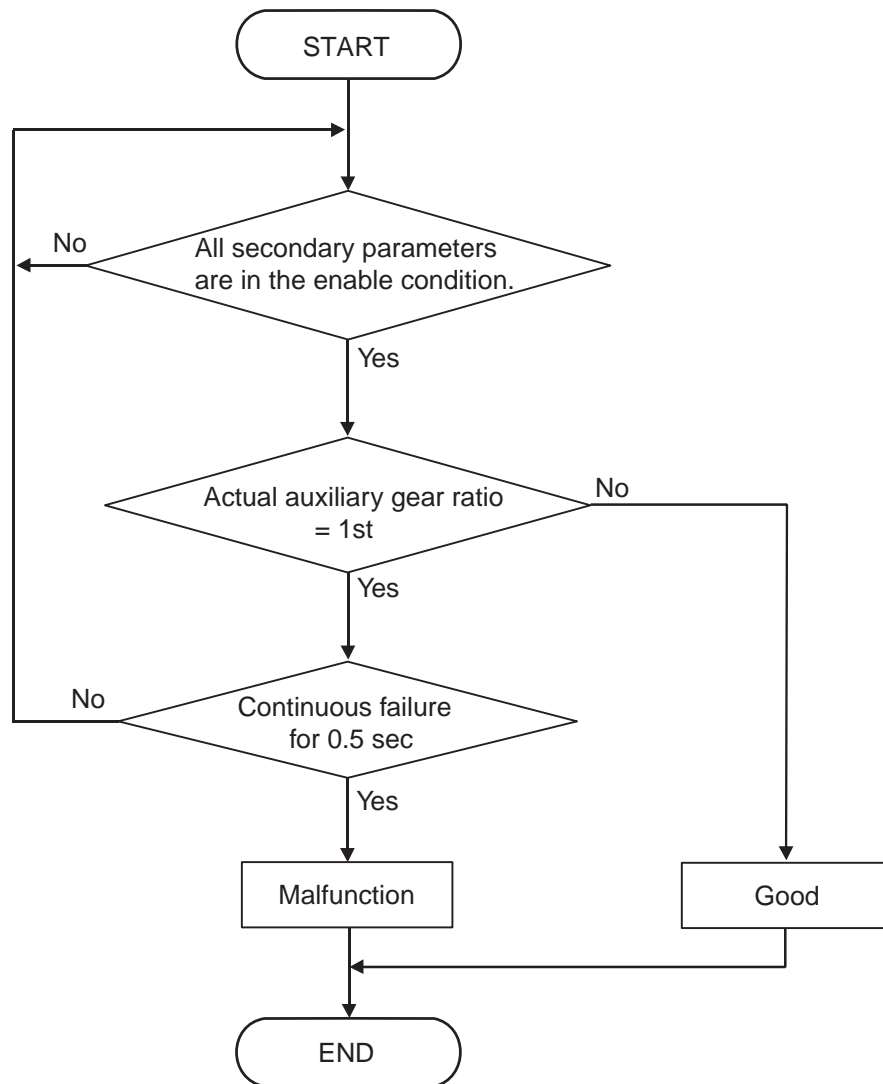 START
No
All secondary parameters
are in the enable condition.
Yes
Actual auxiliary gear ratio
= 1st
No
Yes
No
Continuous failure
for 0.5 sec
Yes
Malfunction
Good
END